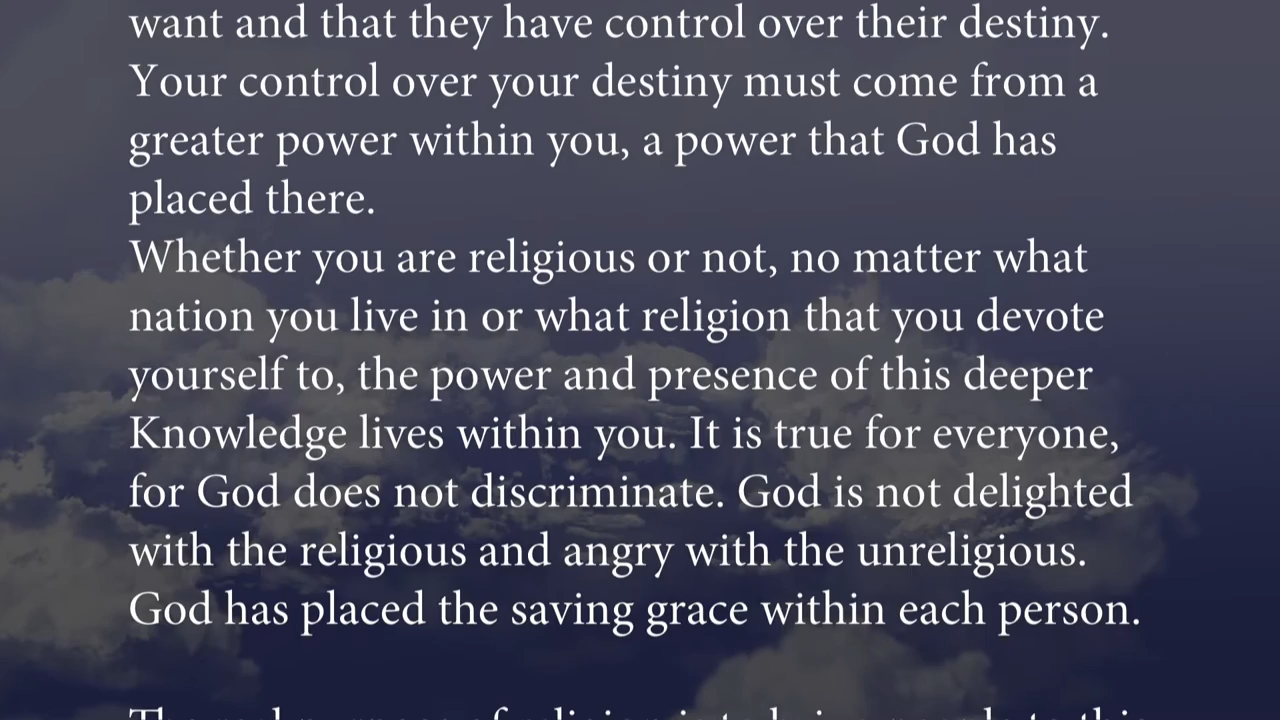 want and that they have control over their destiny.
Your control over your destiny must come from a
greater power within you, a power that God has
placed there.
Whether you are religious or not, no matter what
nation you live in or what religion that you devote
yourself to, the power and presence of this deeper
Knowledge lives within you. It is true for everyone,
for God does not discriminate. God is not delighted
with the religious and angry with the unreligious.
God has placed the saving grace within each person.